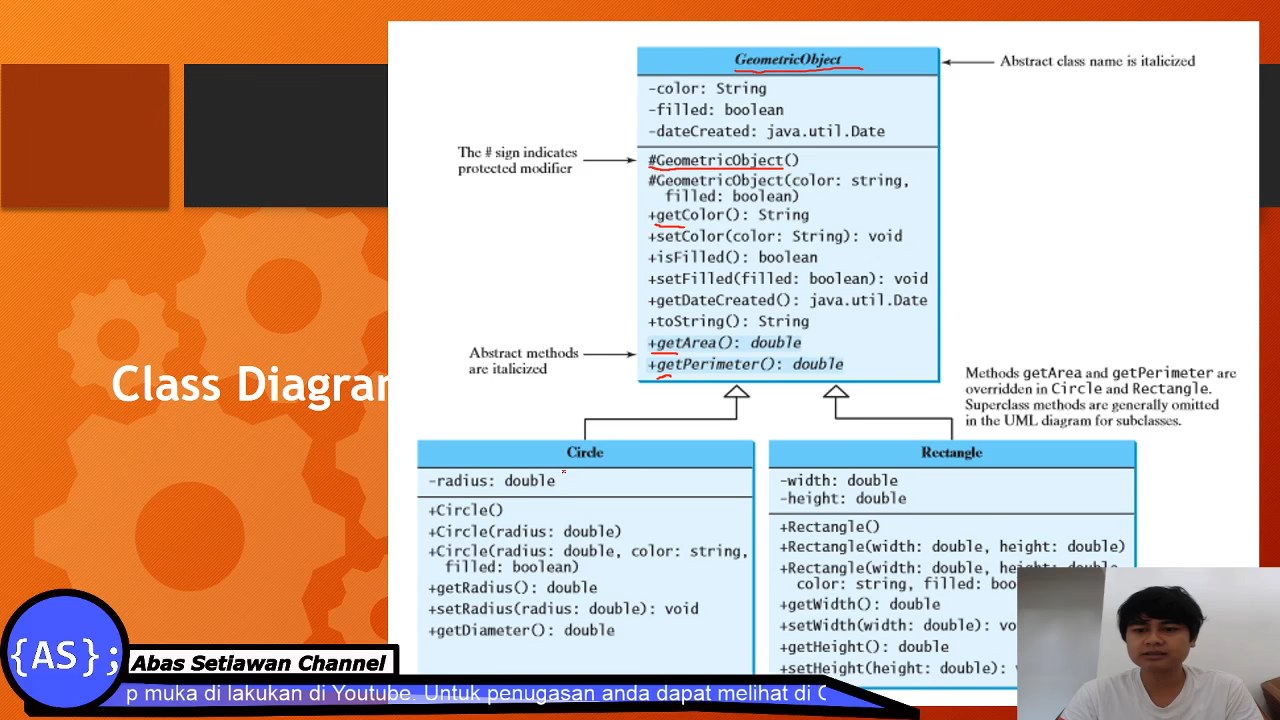 GeometricObject
Abstract class name is italicized
-color: String
-filled: boolean
-dateCreated: java.util.Date
The # sign indicates
protected modifier
#GeometricObject()
#GeometricObject(color: string,
filled: boolean)
+getColor(): String
+setColor(color: String): void
+isFilled(): boolean
+setFilled(filled: boolean): void
+getDateCreated(): java.util.Date
+toString(): String
+getArea(): double
+getPerimeter(): double
Abstract methods
are italicized
Methods getArea and getPerimeter are
overridden in Circle and Rectangle.
Superclass methods are generally omitted
in the UML diagram for subclasses.
Class Diagra
Circle
-radius: double
+Circle()
+Circle(radius: double)
+Circle(radius: double, color: string,
filled: boolean)
+getRadius(): double
+setRadius(radius: double): void
+getDiameter(): double
Rectangle
-width: double
-height: double
+Rectangle()
+Rectangle(width: double, height: double)
+Rectangle(width: double, height: double,
color: string, filled: boo
+getWidth(): double
+setWidth(width: double): vo
+getHeight(): double
+setHeight(height: double):
{AS};
Abas Setiawan Channel
p muka di lakukan di Youtube. Untuk penugasan anda dapat melihat di